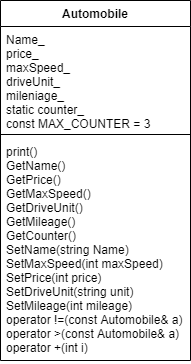 Automobile
Name_
price_
maxSpeed_
driveUnit_
mileniage_
static counter_
const MAX_COUNTER = 3
print()
GetName()
GetPrice()
GetMaxSpeed()
GetDriveUnit()
GetMileage()
GetCounter()
SetName(string Name)
SetMaxSpeed(int maxSpeed)
SetPrice(int price)
SetDriveUnit(string unit)
SetMileage(int mileage)
operator !=(const Automobile& a)
operator >(const Automobile& a)
operator +(int i)